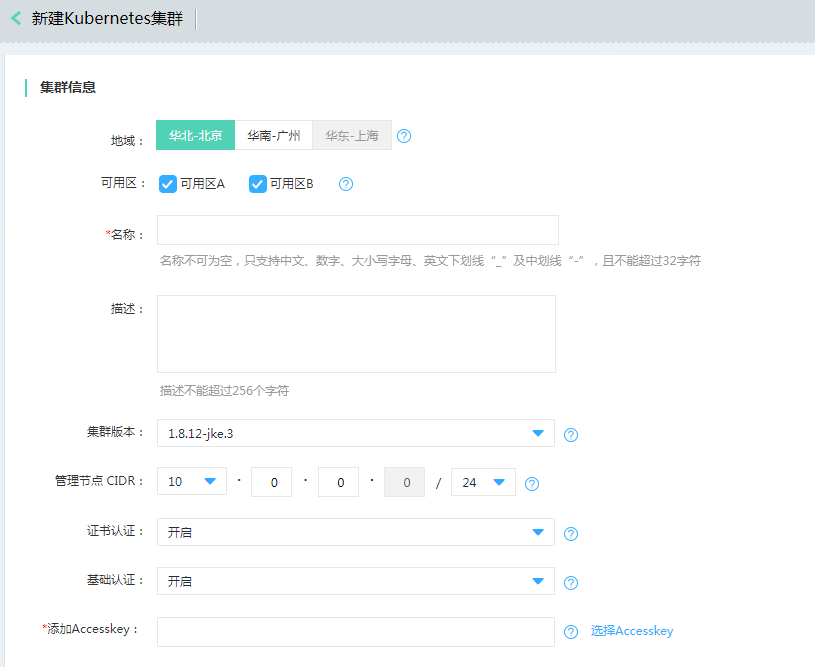 新建Kubernetes集群
集群信息
地域： 华北-北京 华南-广州 华东-上海 ?
可用区： 可用区A 可用区B ?
*名称：
名称不可为空，只支持中文、数字、大小写字母、英文下划线“_”及中划线“-”，且不能超过32字符
描述：
描述不能超过256个字符
集群版本： 1.8.12-jke.3 ?
管理节点 CIDR： 10 . 0 . 0 . 0 / 24 ?
证书认证： 开启 ?
基础认证： 开启 ?
*添加Accesskey： ? 选择Accesskey